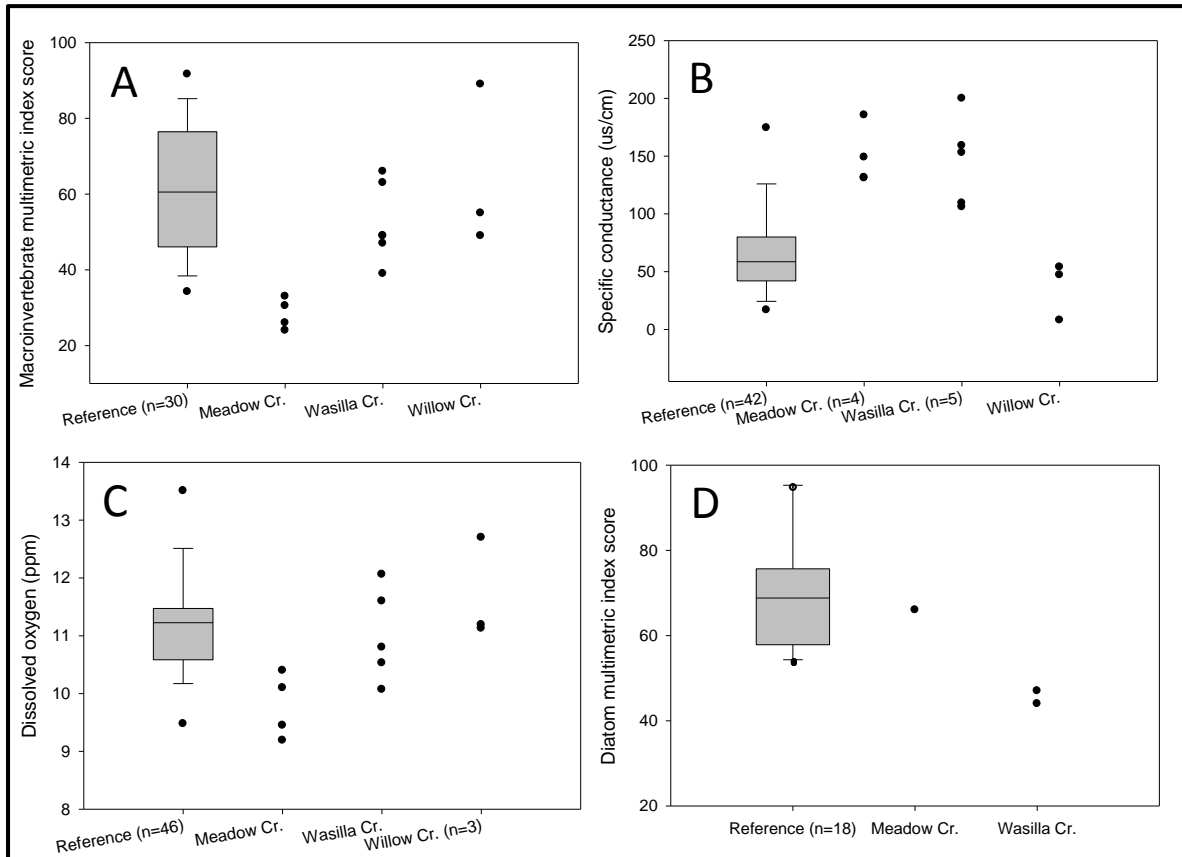 A
Macroinvertebrate multimetric index score
100
80
60
40
20
Reference (n=30)
Meadow Cr.
Wasilla Cr.
Willow Cr.
B
Specific conductance (us/cm)
250
200
150
100
50
0
Reference (n=42)
Meadow Cr. (n=4)
Wasilla Cr. (n=5)
Willow Cr.
C
Dissolved oxygen (ppm)
14
13
12
11
10
9
8
Reference (n=46)
Meadow Cr.
Wasilla Cr.
Willow Cr. (n=3)
D
Diatom multimetric index score
100
80
60
40
20
Reference (n=18)
Meadow Cr.
Wasilla Cr.